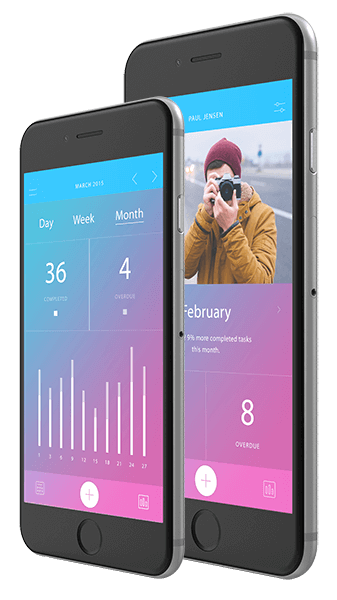 MARCH 2015
Day Week Month
36 4
COMPLETED OVERDUE
3 6 9 12 15 18 21 24 27
PAUL JENSEN
February
9% more completed tasks
this month.
8
OVERDUE